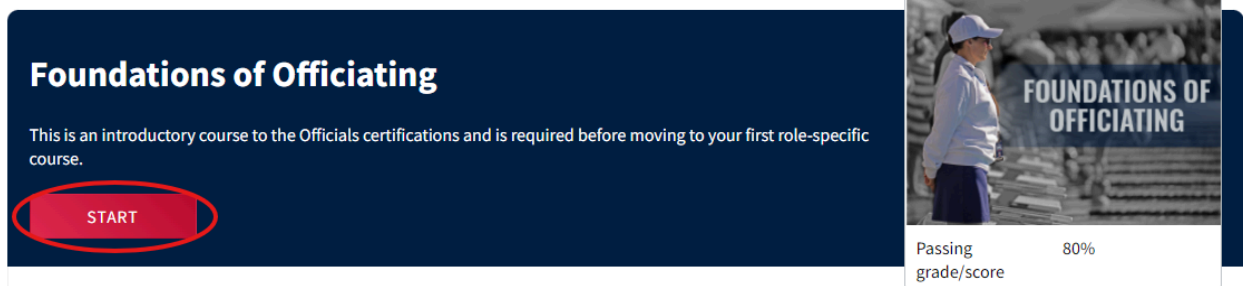 Foundations of Officiating
This is an introductory course to the Officials certifications and is required before moving to your first role-specific
course.
START
FOUNDATIONS OF
OFFICIATING
Passing 80%
grade/score